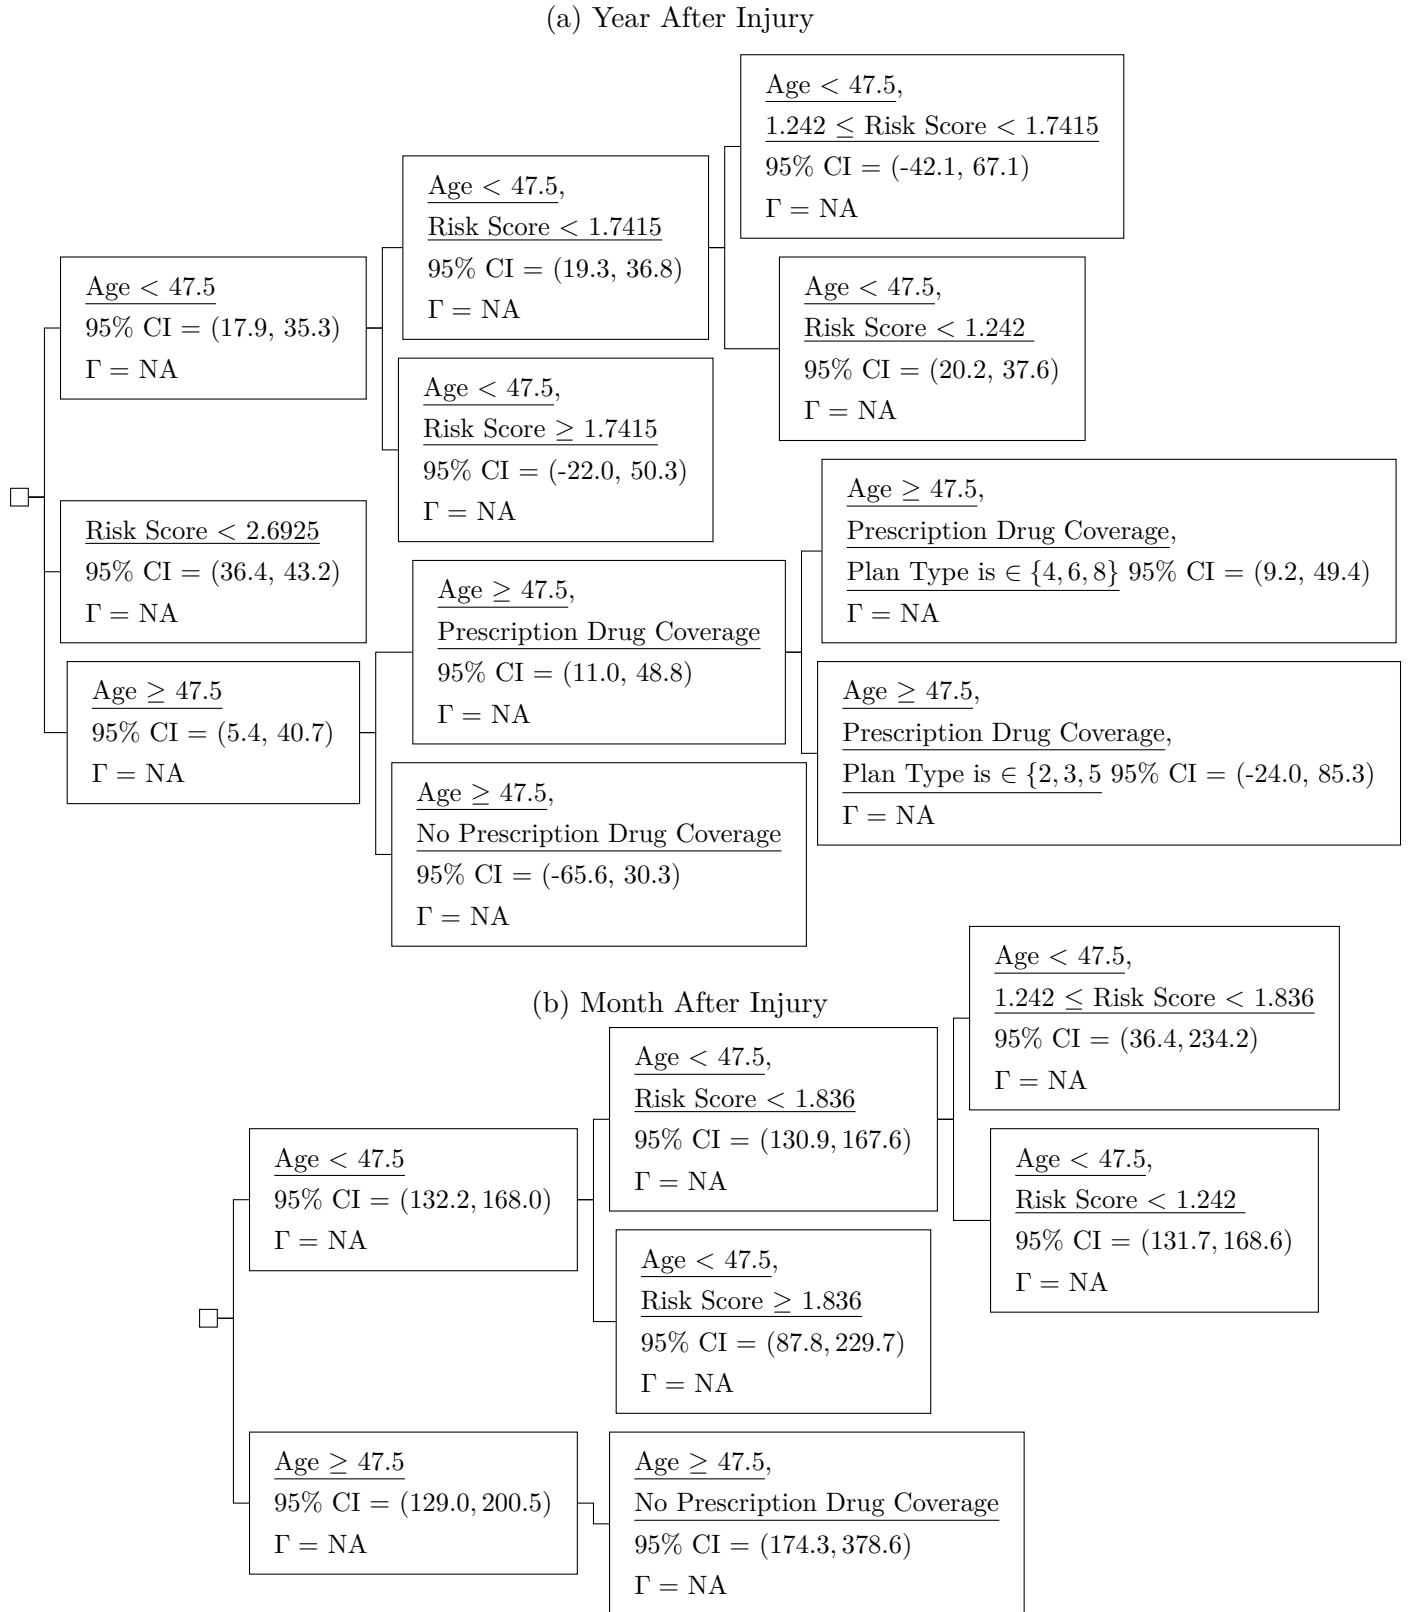 (a) Year After Injury
Age < 47.5,
1.242 ≤ Risk Score < 1.7415
95% CI = (-42.1, 67.1)
Γ = NA
Age < 47.5,
Risk Score < 1.7415
95% CI = (19.3, 36.8)
Γ = NA
Age < 47.5
95% CI = (17.9, 35.3)
Γ = NA
Age < 47.5,
Risk Score < 1.242
95% CI = (20.2, 37.6)
Γ = NA
Age < 47.5,
Risk Score ≥ 1.7415
95% CI = (-22.0, 50.3)
Γ = NA
Risk Score < 2.6925
95% CI = (36.4, 43.2)
Γ = NA
Age ≥ 47.5,
Prescription Drug Coverage,
Plan Type is ∈ {4, 6, 8} 95% CI = (9.2, 49.4)
Γ = NA
Age ≥ 47.5,
Prescription Drug Coverage
95% CI = (11.0, 48.8)
Γ = NA
Age ≥ 47.5
95% CI = (5.4, 40.7)
Γ = NA
Age ≥ 47.5,
Prescription Drug Coverage,
Plan Type is ∈ {2, 3, 5 95% CI = (-24.0, 85.3)
Γ = NA
Age ≥ 47.5,
No Prescription Drug Coverage
95% CI = (-65.6, 30.3)
Γ = NA
(b) Month After Injury
Age < 47.5,
1.242 ≤ Risk Score < 1.836
95% CI = (36.4, 234.2)
Γ = NA
Age < 47.5,
Risk Score < 1.836
95% CI = (130.9, 167.6)
Γ = NA
Age < 47.5
95% CI = (132.2, 168.0)
Γ = NA
Age < 47.5,
Risk Score < 1.242
95% CI = (131.7, 168.6)
Γ = NA
Age < 47.5,
Risk Score ≥ 1.836
95% CI = (87.8, 229.7)
Γ = NA
Age ≥ 47.5
95% CI = (129.0, 200.5)
Γ = NA
Age ≥ 47.5,
No Prescription Drug Coverage
95% CI = (174.3, 378.6)
Γ = NA